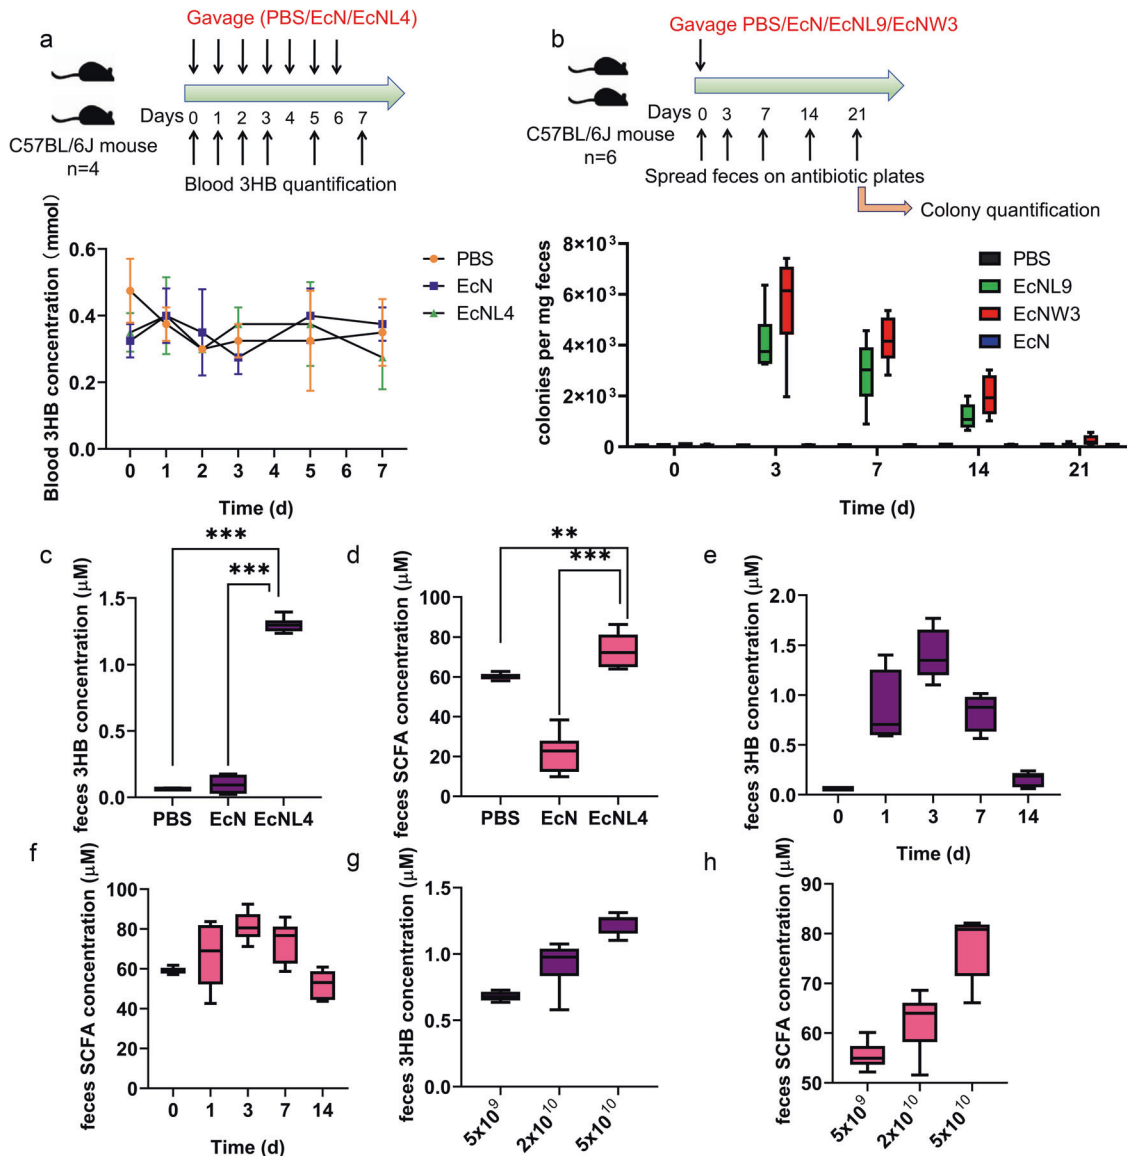 a
Gavage (PBS/EcN/EcNL4)
Days 0 1 2 3 4 5 6 7
C57BL/6J mouse
n=4
Blood 3HB quantification
Blood 3HB concentration (mmol)
0.6
0.4
0.2
0.0
0 1 2 3 4 5 6 7
Time (d)
PBS
EcN
EcNL4
b
Gavage PBS/EcN/EcNL9/EcNW3
Days 0 3 7 14 21
C57BL/6J mouse
n=6
Spread feces on antibiotic plates
Colony quantification
colonies per mg feces
8×10³
6×10³
4×10³
2×10³
0
0 3 7 14 21
Time (d)
PBS
EcNL9
EcNW3
EcN
c
feces 3HB concentration (μM)
1.5
1.0
0.5
0.0
PBS EcN EcNL4
***
***
d
feces SCFA concentration (μM)
100
80
60
40
20
0
PBS EcN EcNL4
**
***
e
feces 3HB concentration (μM)
2.0
1.5
1.0
0.5
0.0
0 1 3 7 14
Time (d)
f
feces SCFA concentration (μM)
100
80
60
40
20
0
0 1 3 7 14
Time (d)
g
feces 3HB concentration (μM)
1.5
1.0
0.5
0.0
5x10⁹ 2x10¹⁰ 5x10¹⁰
h
feces SCFA concentration (μM)
90
80
70
60
50
5x10⁹ 2x10¹⁰ 5x10¹⁰